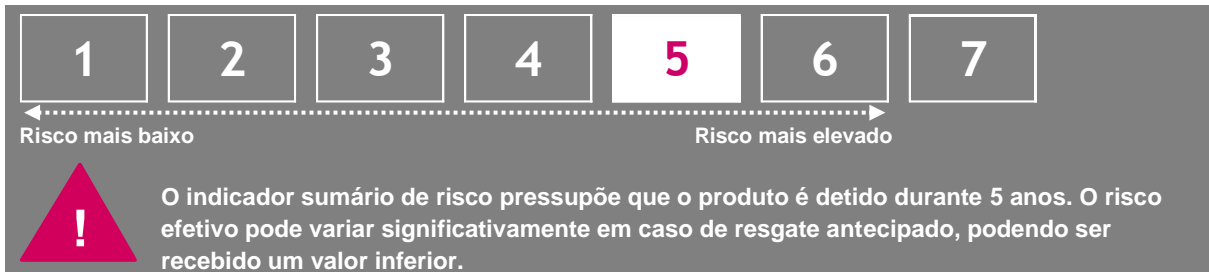 1 2 3 4 5 6 7
Risco mais baixo Risco mais elevado
! O indicador sumário de risco pressupõe que o produto é detido durante 5 anos. O risco
efetivo pode variar significativamente em caso de resgate antecipado, podendo ser
recebido um valor inferior.